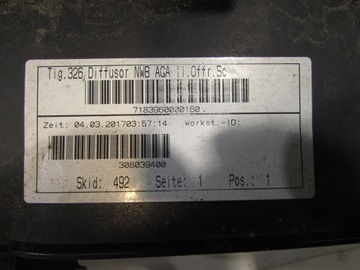 Tig.326,Diffusor NWB AGA li.Offr.Sc
7183960000160.
Zeit: 04.03.201703:57:14 Workst.-ID:
308039400
Skid: 492 Seite: 1 Pos.: 1